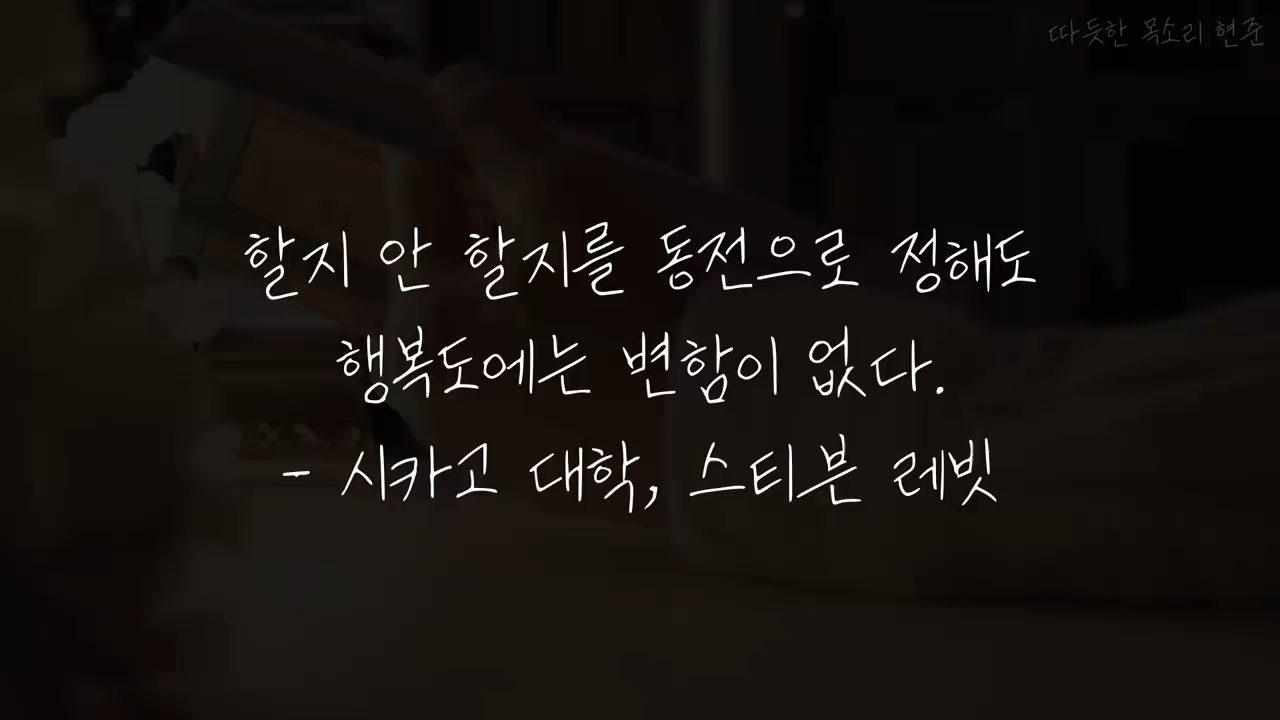 따듯한 목소리 현준
할지 안 할지를 동전으로 정해도
행복도에는 변함이 없다.
- 시카고 대학, 스티븐 레빗